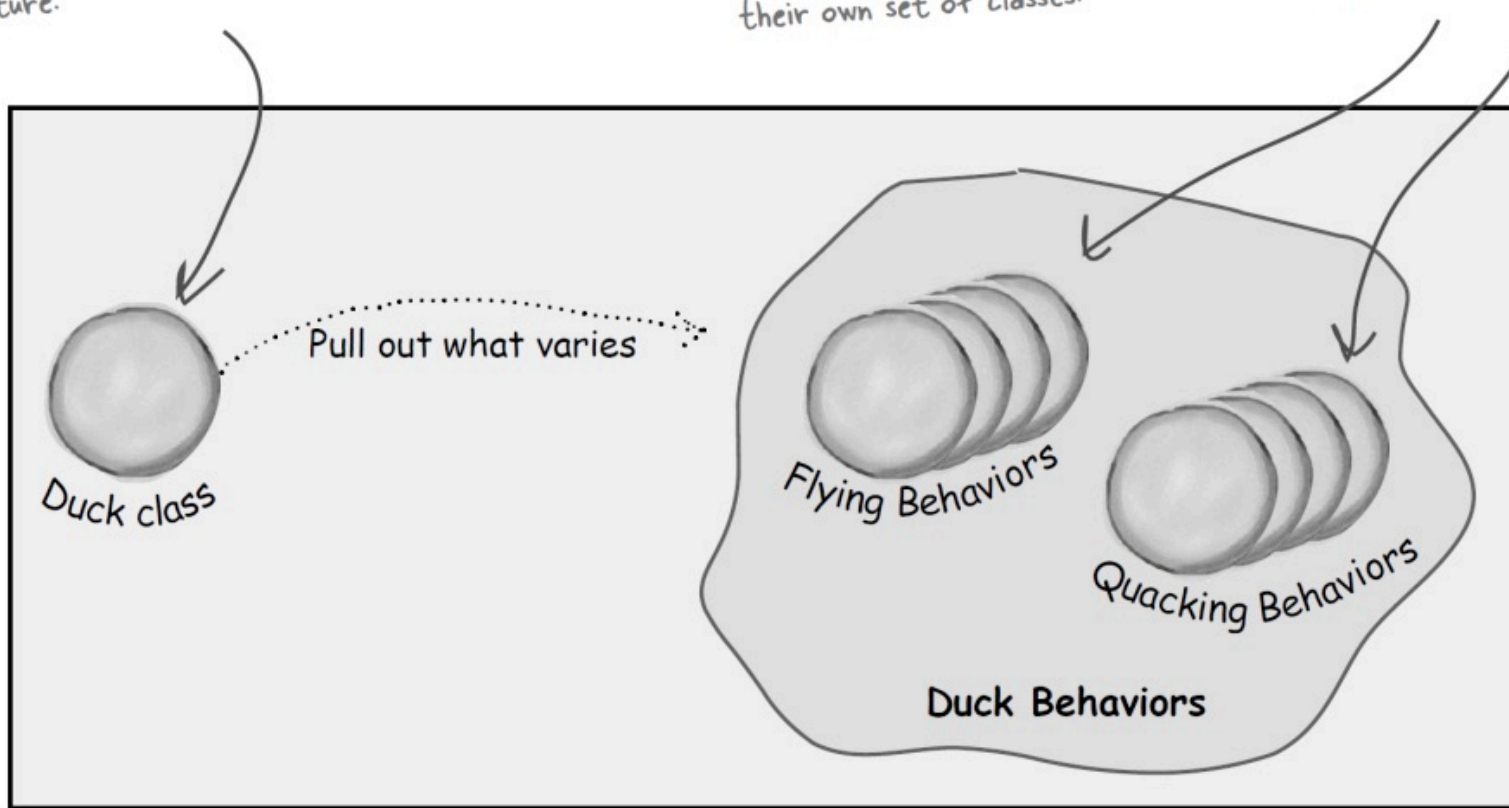 ture.
their own set of classes.
Pull out what varies
Duck class
Flying Behaviors
Quacking Behaviors
Duck Behaviors